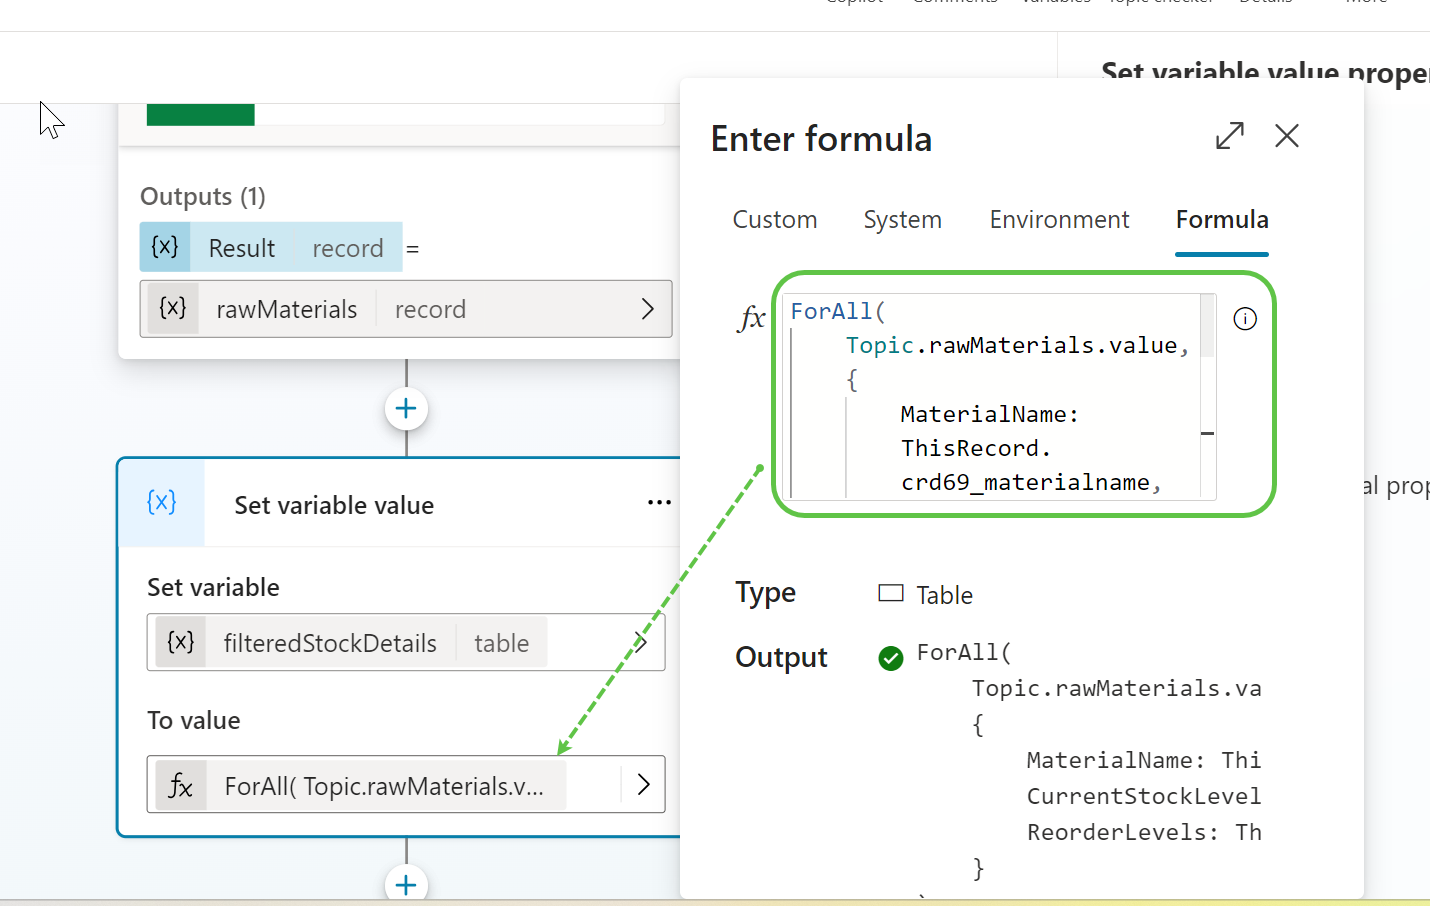 Copilot Comments Variables Topic checker Details More
Set variable value proper
Enter formula
Outputs (1)
{x} Result record =
{x} rawMaterials record
Custom System Environment Formula
fx
ForAll(
Topic.rawMaterials.value,
{
MaterialName:
ThisRecord.
crd69_materialname,
{x} Set variable value ...
al prop
Set variable
{x} filteredStockDetails table
To value
fx ForAll( Topic.rawMaterials.v...
Type Table
Output ForAll(
Topic.rawMaterials.va
{
MaterialName: Thi
CurrentStockLevel
ReorderLevels: Th
}